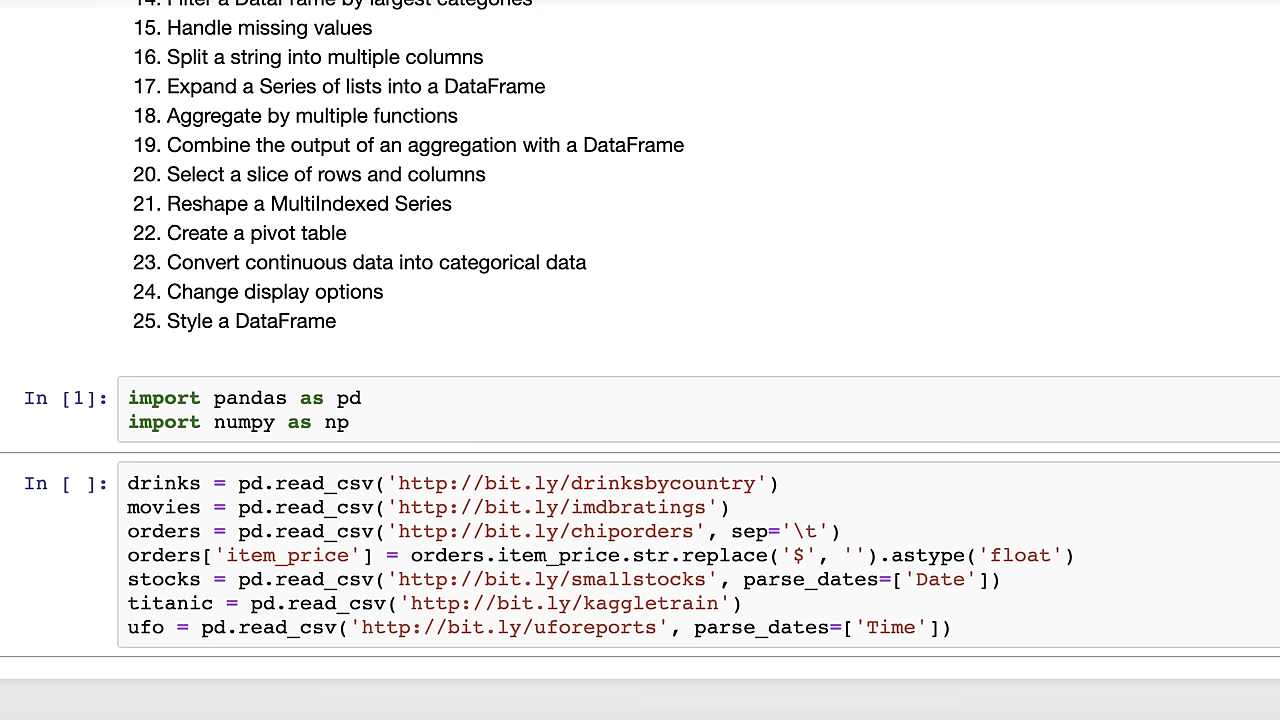 14. Filter a DataFrame by largest categories
15. Handle missing values
16. Split a string into multiple columns
17. Expand a Series of lists into a DataFrame
18. Aggregate by multiple functions
19. Combine the output of an aggregation with a DataFrame
20. Select a slice of rows and columns
21. Reshape a MultiIndexed Series
22. Create a pivot table
23. Convert continuous data into categorical data
24. Change display options
25. Style a DataFrame
In [1]: import pandas as pd
import numpy as np
In [ ]: drinks = pd.read_csv('http://bit.ly/drinksbycountry')
movies = pd.read_csv('http://bit.ly/imdbratings')
orders = pd.read_csv('http://bit.ly/chiporders', sep='\t')
orders['item_price'] = orders.item_price.str.replace('$', '').astype('float')
stocks = pd.read_csv('http://bit.ly/smallstocks', parse_dates=['Date'])
titanic = pd.read_csv('http://bit.ly/kaggletrain')
ufo = pd.read_csv('http://bit.ly/uforeports', parse_dates=['Time'])